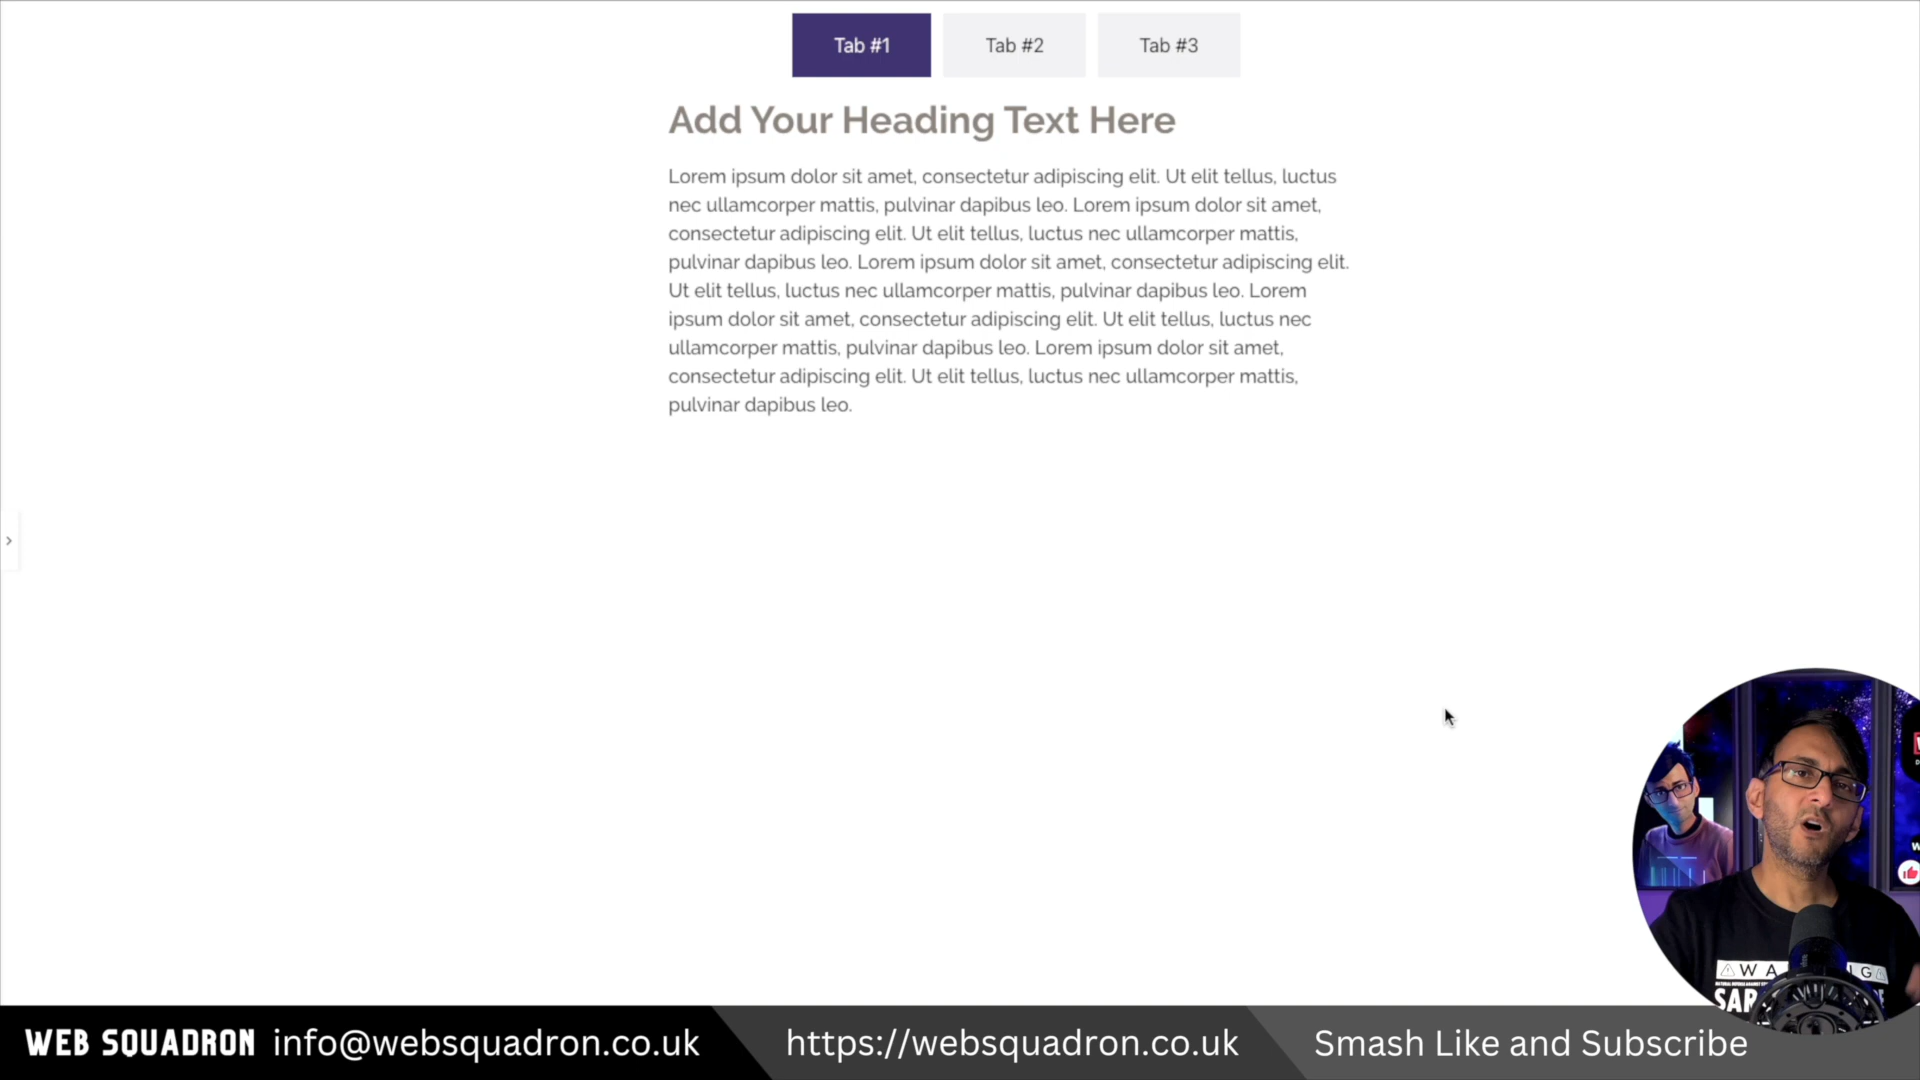 Tab #1
Tab #2
Tab #3
Add Your Heading Text Here
Lorem ipsum dolor sit amet, consectetur adipiscing elit. Ut elit tellus, luctus
nec ullamcorper mattis, pulvinar dapibus leo. Lorem ipsum dolor sit amet,
consectetur adipiscing elit. Ut elit tellus, luctus nec ullamcorper mattis,
pulvinar dapibus leo. Lorem ipsum dolor sit amet, consectetur adipiscing elit.
Ut elit tellus, luctus nec ullamcorper mattis, pulvinar dapibus leo. Lorem
ipsum dolor sit amet, consectetur adipiscing elit. Ut elit tellus, luctus nec
ullamcorper mattis, pulvinar dapibus leo. Lorem ipsum dolor sit amet,
consectetur adipiscing elit. Ut elit tellus, luctus nec ullamcorper mattis,
pulvinar dapibus leo.
WEB SQUADRON
info@websquadron.co.uk
https://websquadron.co.uk
Smash Like and Subscribe